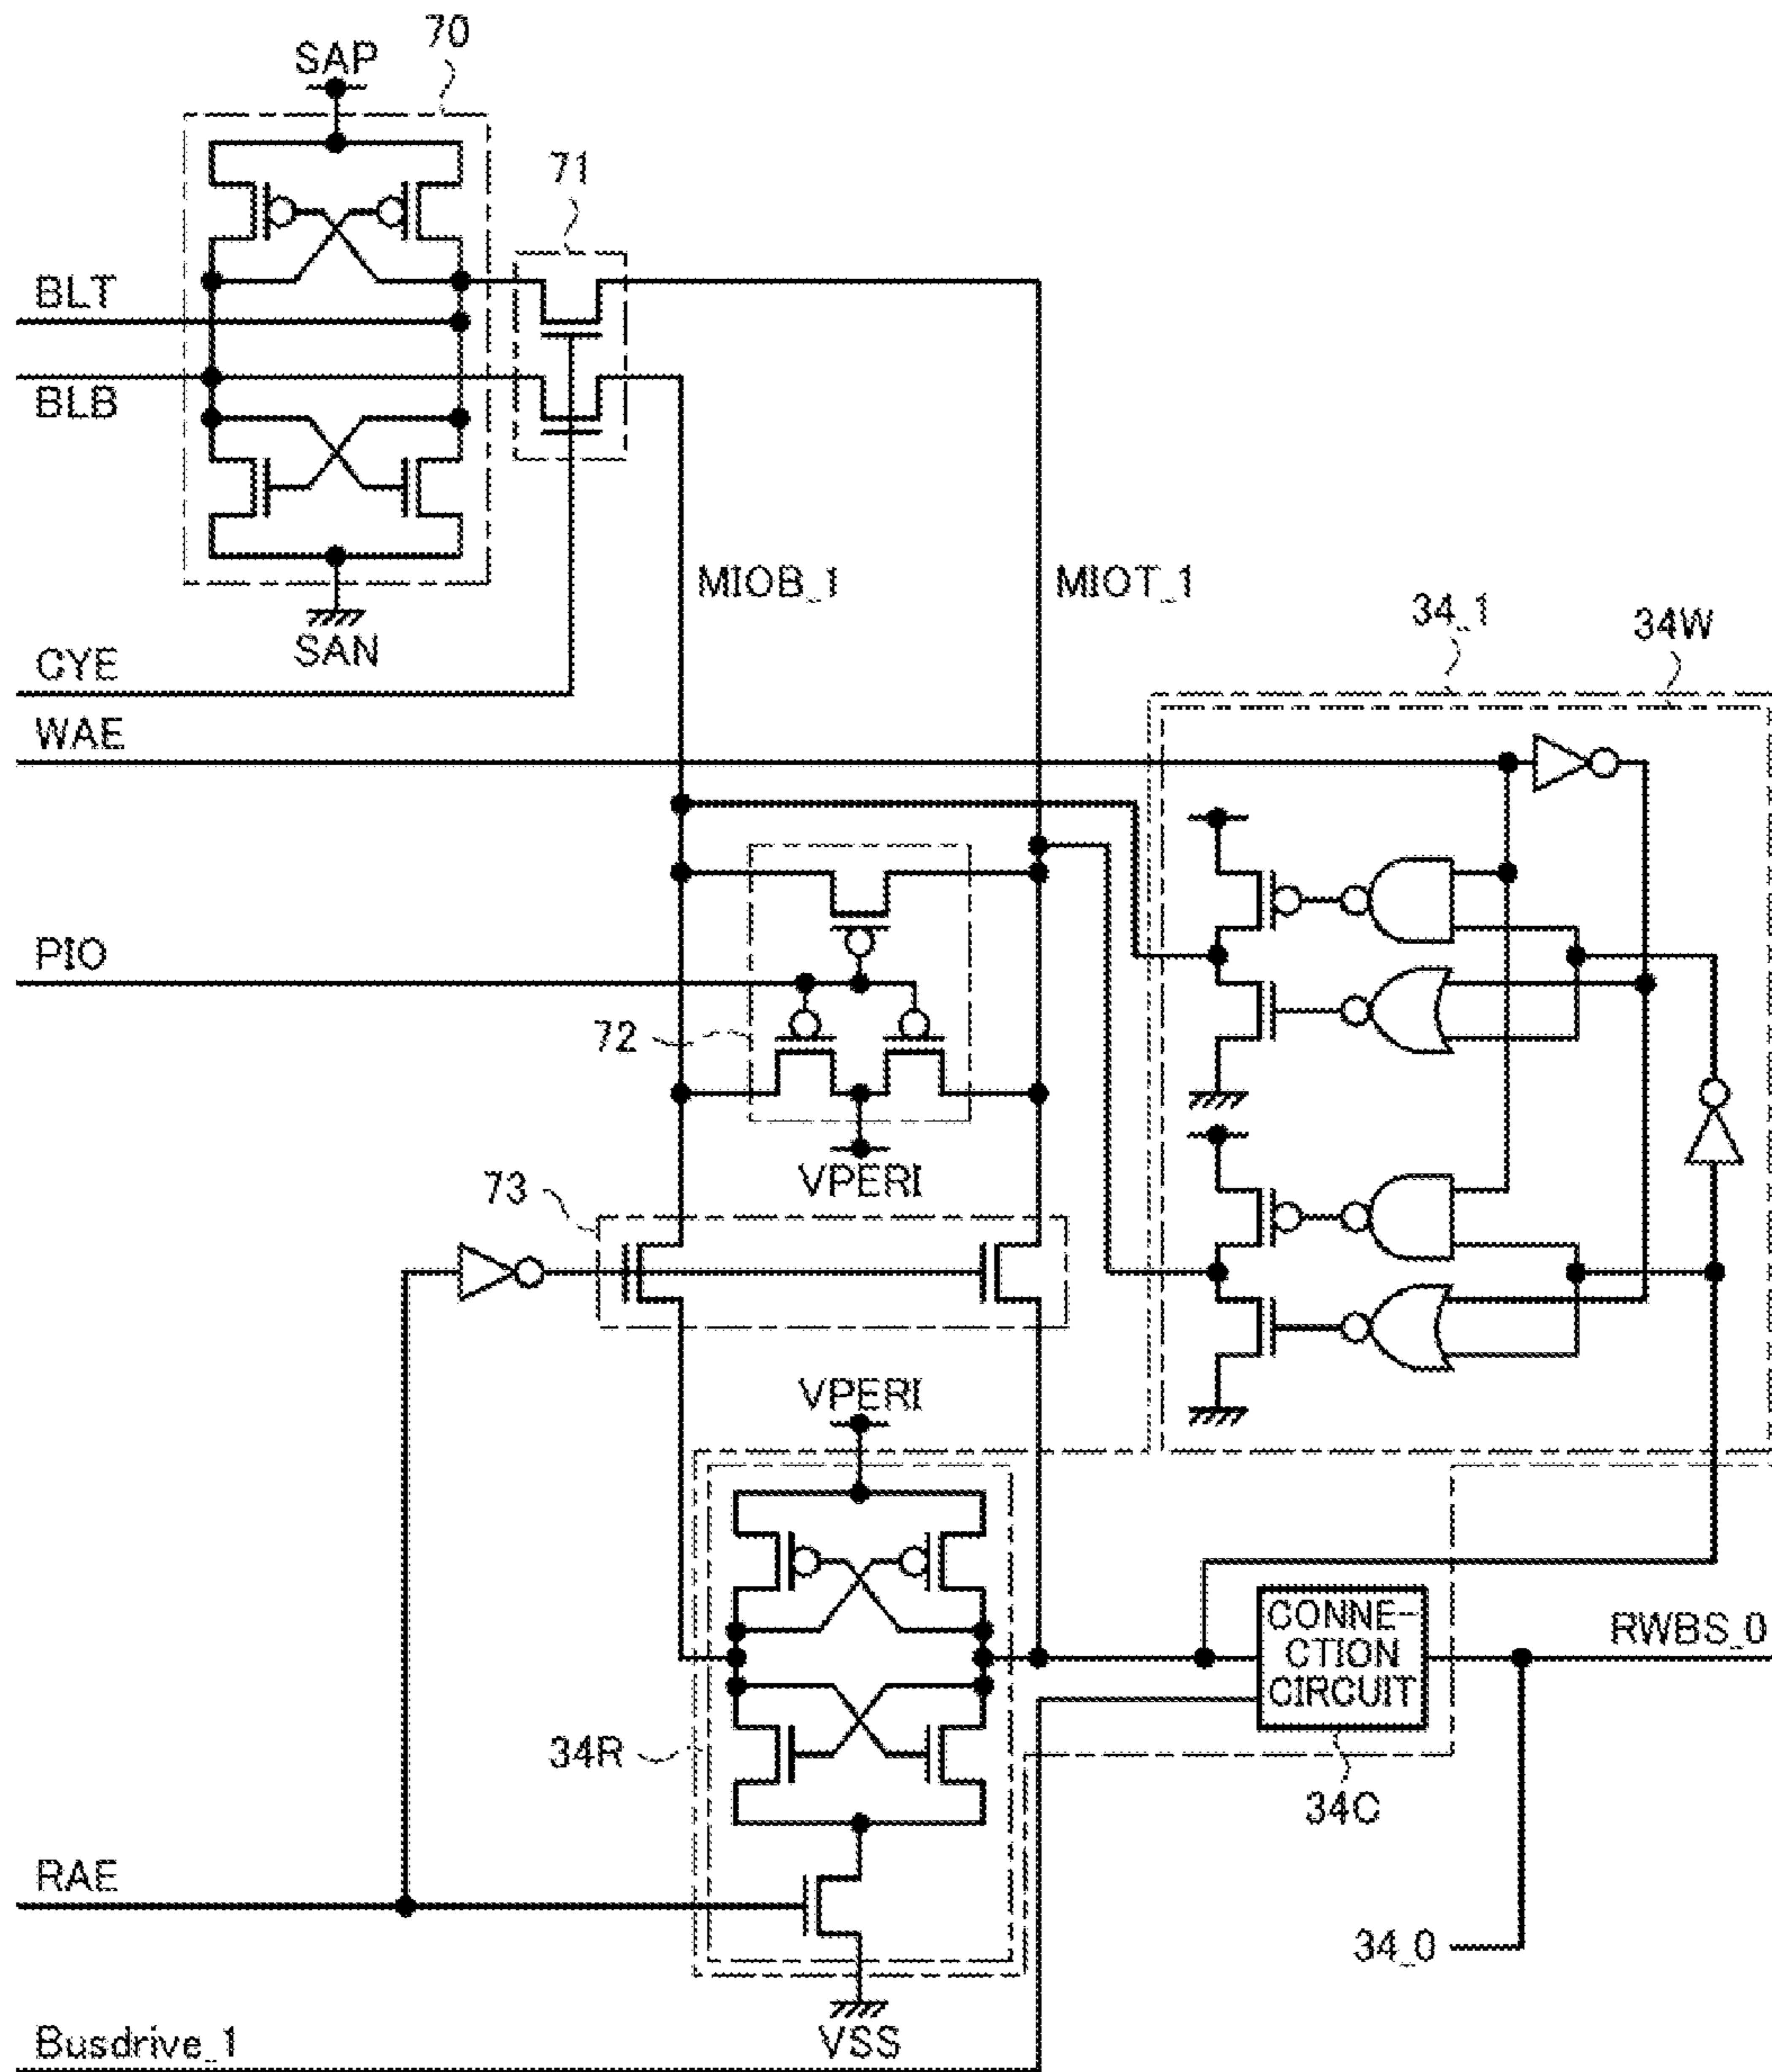 70
SAP
71
BLT
BLB
MIOB_1
MIOT_1
34_1
34W
SAN
CYE
WAE
PIO
72
VPERI
73
VPERI
CONNE-
CTION
CIRCUIT
RWBS_0
34R
34C
RAE
34_0
VSS
Busdrive_1